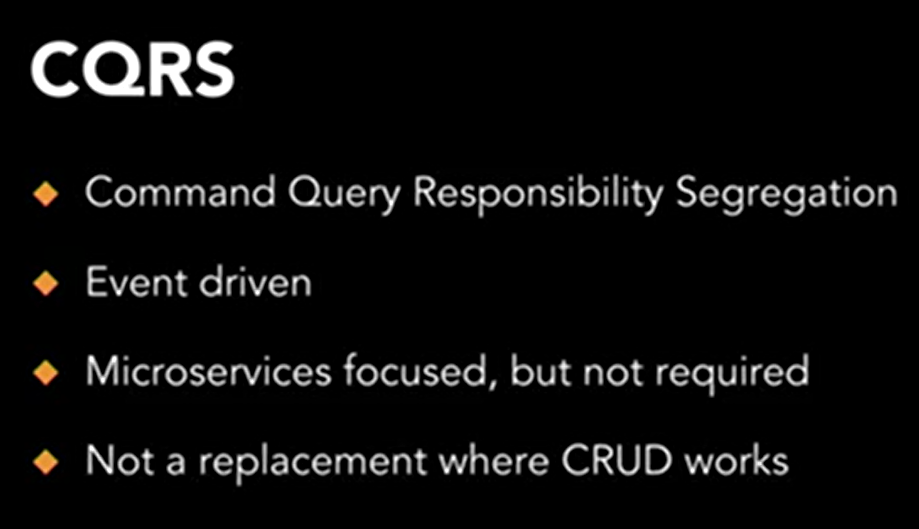 CQRS
Command Query Responsibility Segregation
Event driven
Microservices focused, but not required
Not a replacement where CRUD works